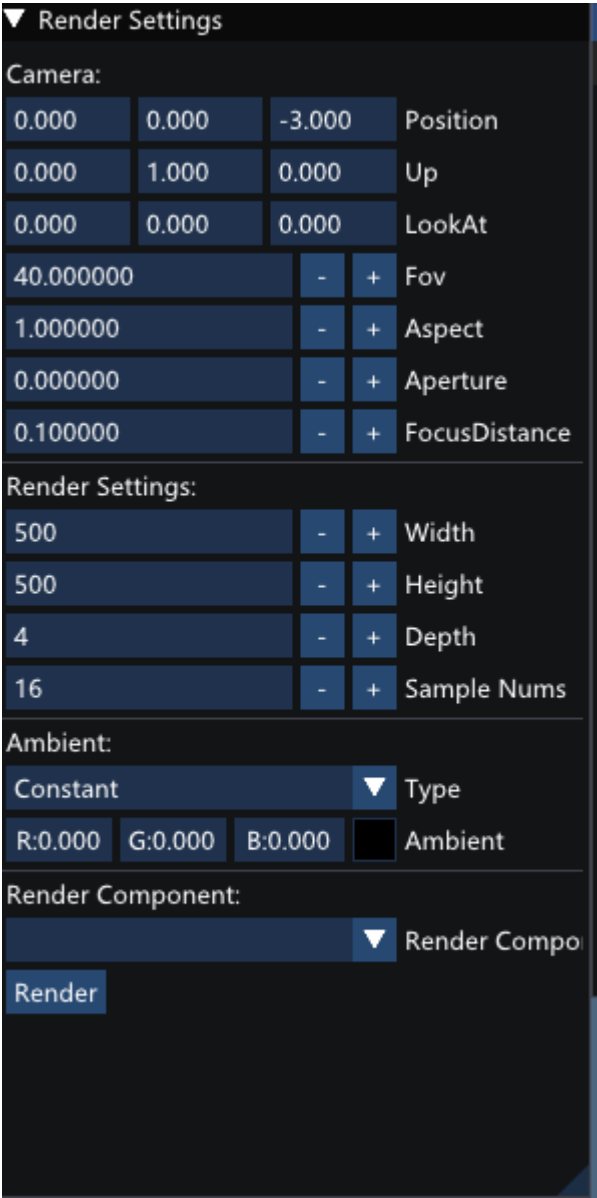 Render Settings
Camera:
0.000 0.000 -3.000 Position
0.000 1.000 0.000 Up
0.000 0.000 0.000 LookAt
40.000000 - + Fov
1.000000 - + Aspect
0.000000 - + Aperture
0.100000 - + FocusDistance
Render Settings:
500 - + Width
500 - + Height
4 - + Depth
16 - + Sample Nums
Ambient:
Constant Type
R:0.000 G:0.000 B:0.000 Ambient
Render Component:
Render Compo
Render